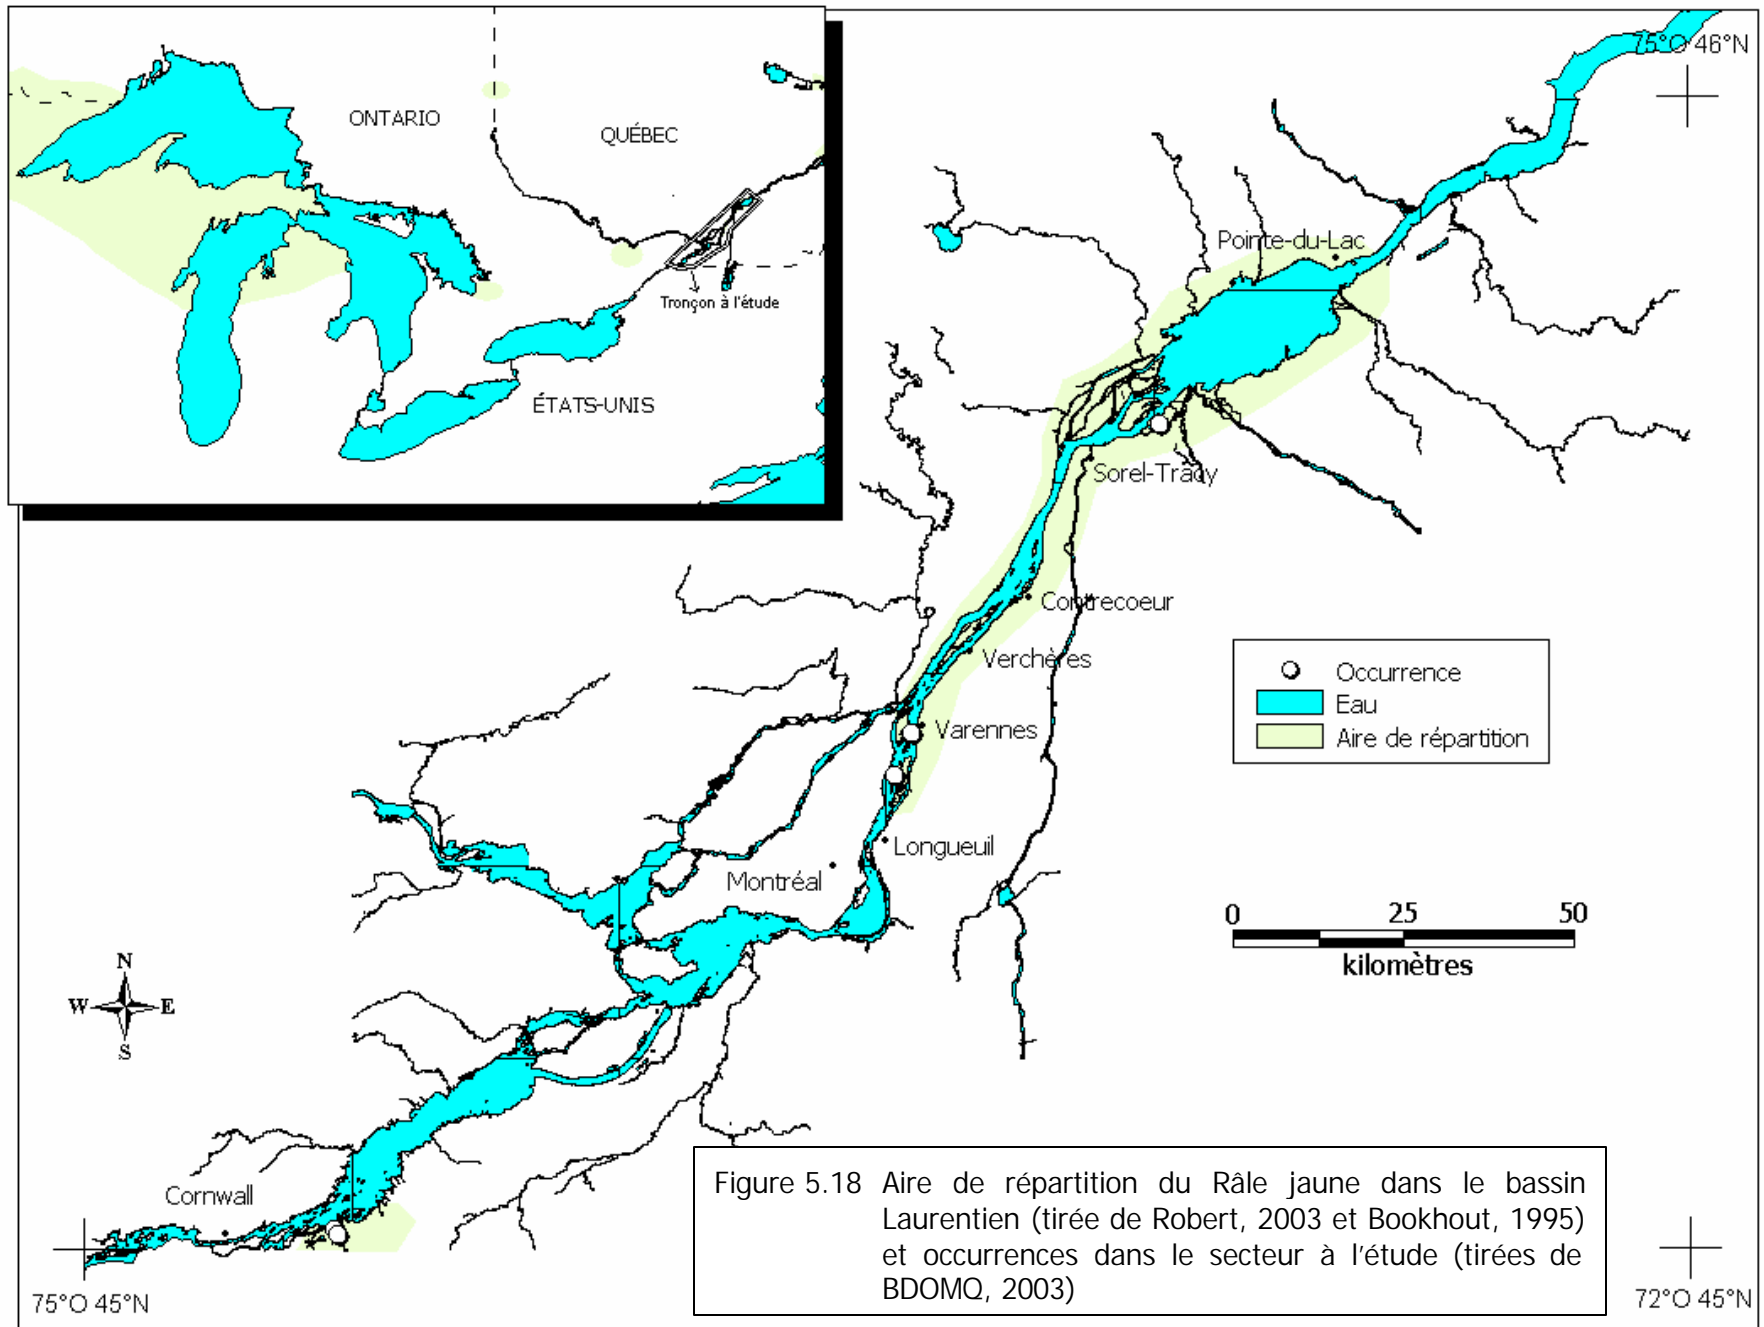 ONTARIO
QUÉBEC
Tronçon à l'étude
ÉTATS-UNIS
75°O 46°N
Pointe-du-Lac
Sorel-Tracy
Contrecoeur
Verchères
Varennes
Longueuil
Montréal
Cornwall
Occurrence
Eau
Aire de répartition
0 25 50
kilomètres
N
W E
S
Figure 5.18 Aire de répartition du Râle jaune dans le bassin
Laurentien (tirée de Robert, 2003 et Bookhout, 1995)
et occurrences dans le secteur à l'étude (tirées de
BDOMQ, 2003)
75°O 45°N
72°O 45°N